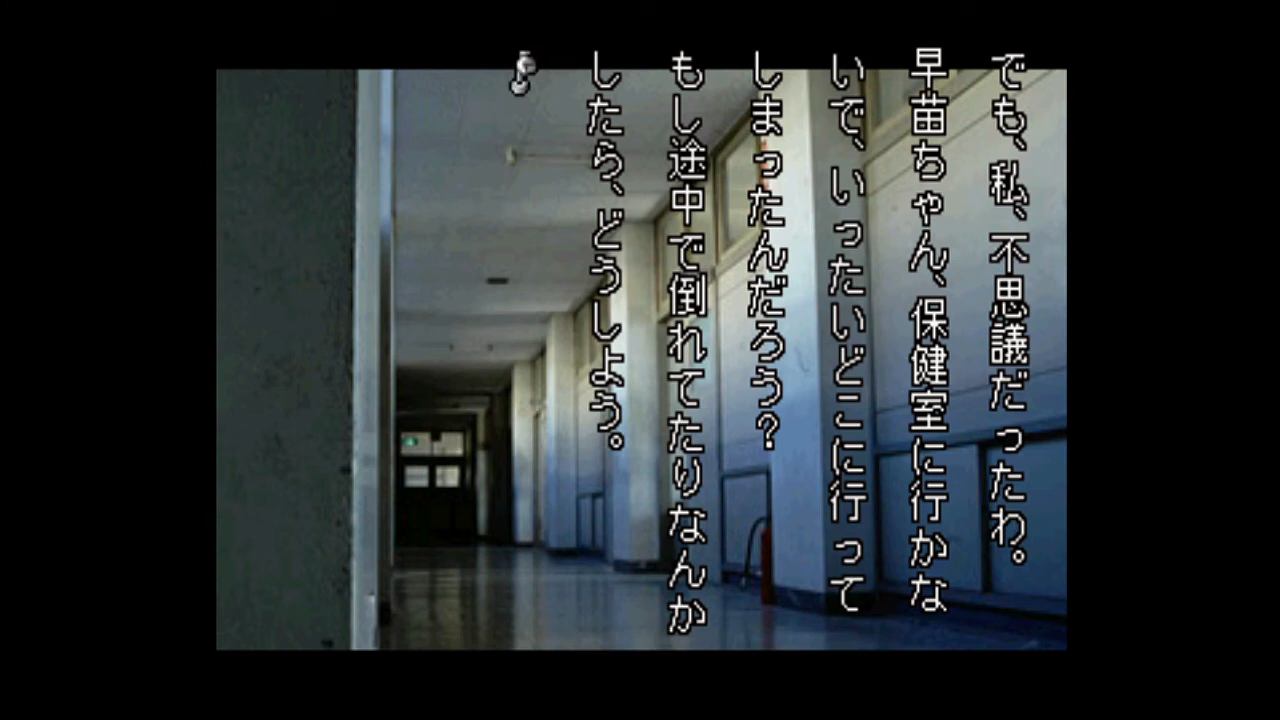 でも、私、不思議だったわ。
早苗ちゃん、保健室に行かな
いで、いったいどこに行って
しまったんだろう？
もし途中で倒れてたりなんか
したら、どうしよう。